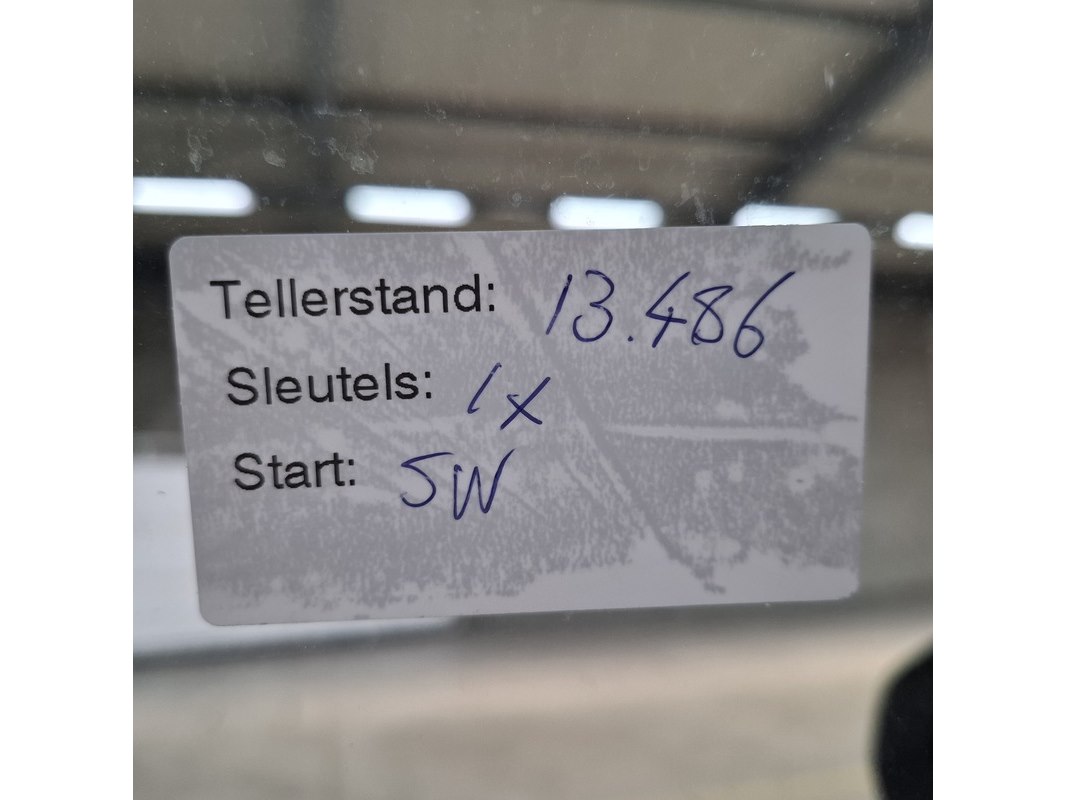 Tellerstand: 13.486
Sleutels: 1x
Start: SW